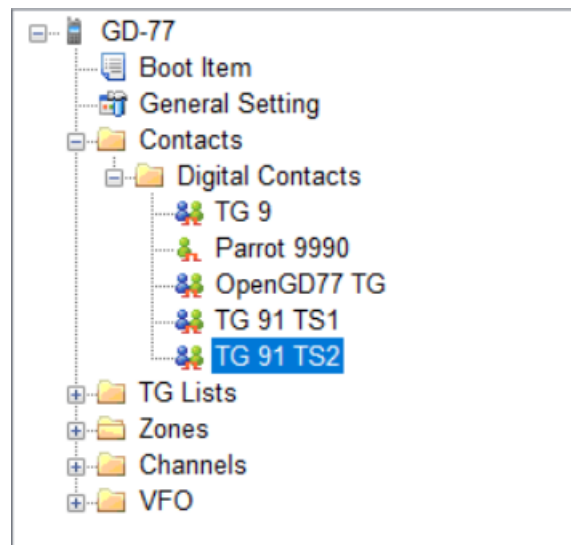 GD-77
Boot Item
General Setting
Contacts
Digital Contacts
TG 9
Parrot 9990
OpenGD77 TG
TG 91 TS1
TG 91 TS2
TG Lists
Zones
Channels
VFO